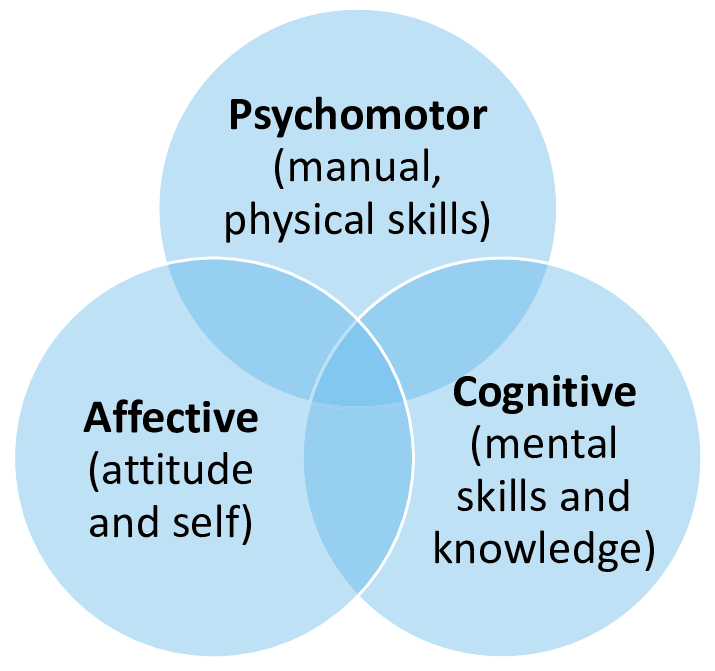 Psychomotor
(manual,
physical skills)
Affective
(attitude
and self)
Cognitive
(mental
skills and
knowledge)